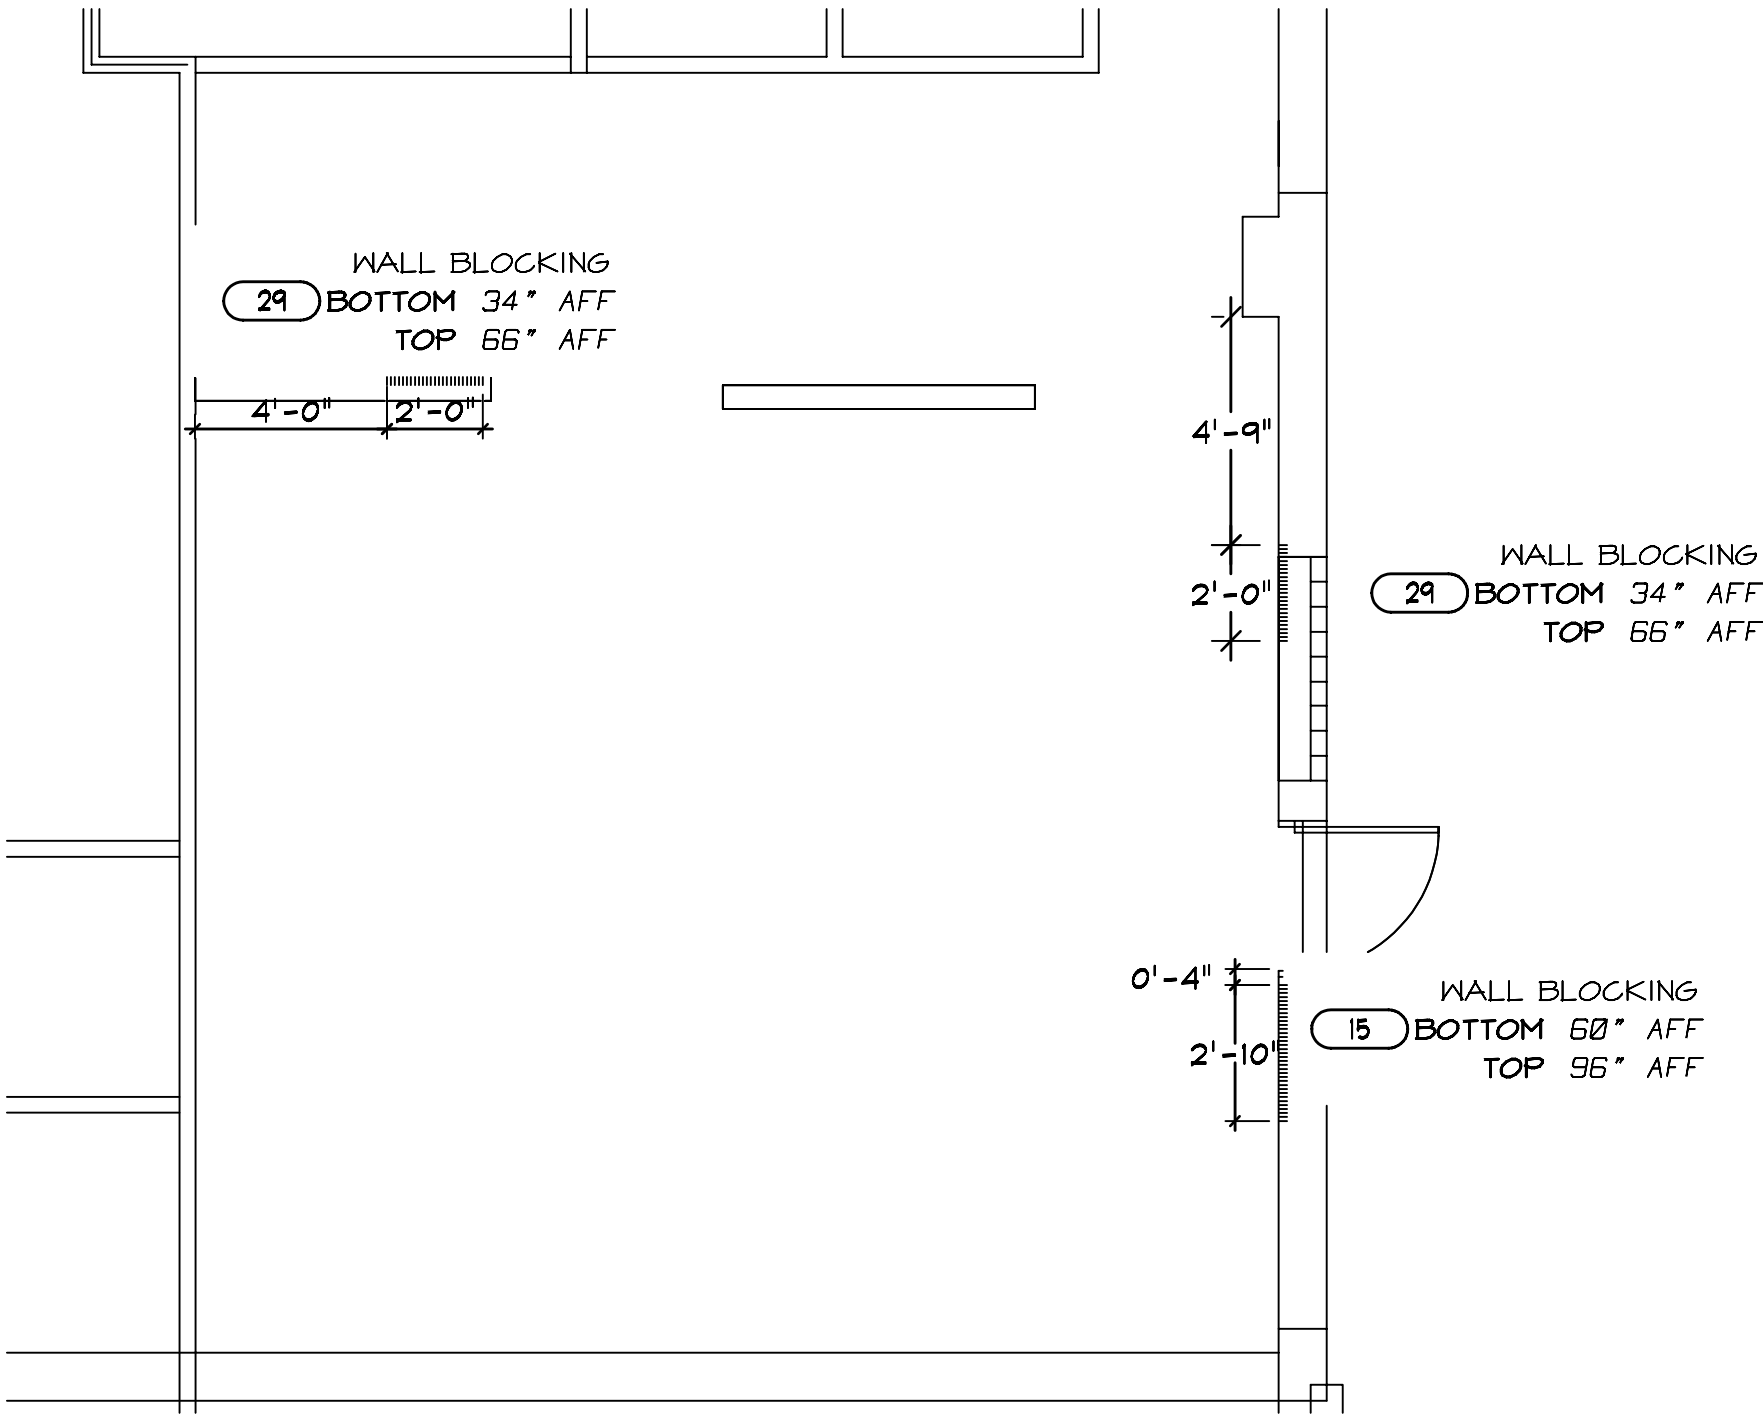 WALL BLOCKING
29 BOTTOM 34" AFF
TOP 66" AFF
4'-0" 2'-0"
4'-9"
WALL BLOCKING
2'-0" 29 BOTTOM 34" AFF
TOP 66" AFF
0'-4" WALL BLOCKING
15 BOTTOM 60" AFF
2'-10" TOP 96" AFF